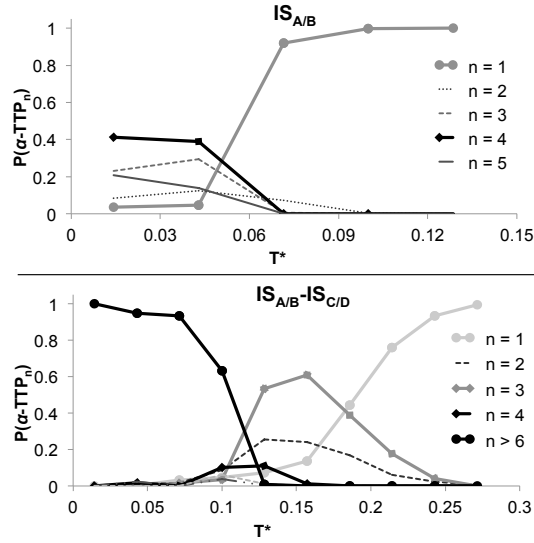 IS_A/B
1
0.8
0.6
0.4
0.2
0
P(α-TTP_n)
n = 1
n = 2
n = 3
n = 4
n = 5
0 0.03 0.06 0.09 0.12 0.15
T*
IS_A/B-IS_C/D
1
0.8
0.6
0.4
0.2
0
P(α-TTP_n)
n = 1
n = 2
n = 3
n = 4
n > 6
0 0.05 0.1 0.15 0.2 0.25 0.3
T*